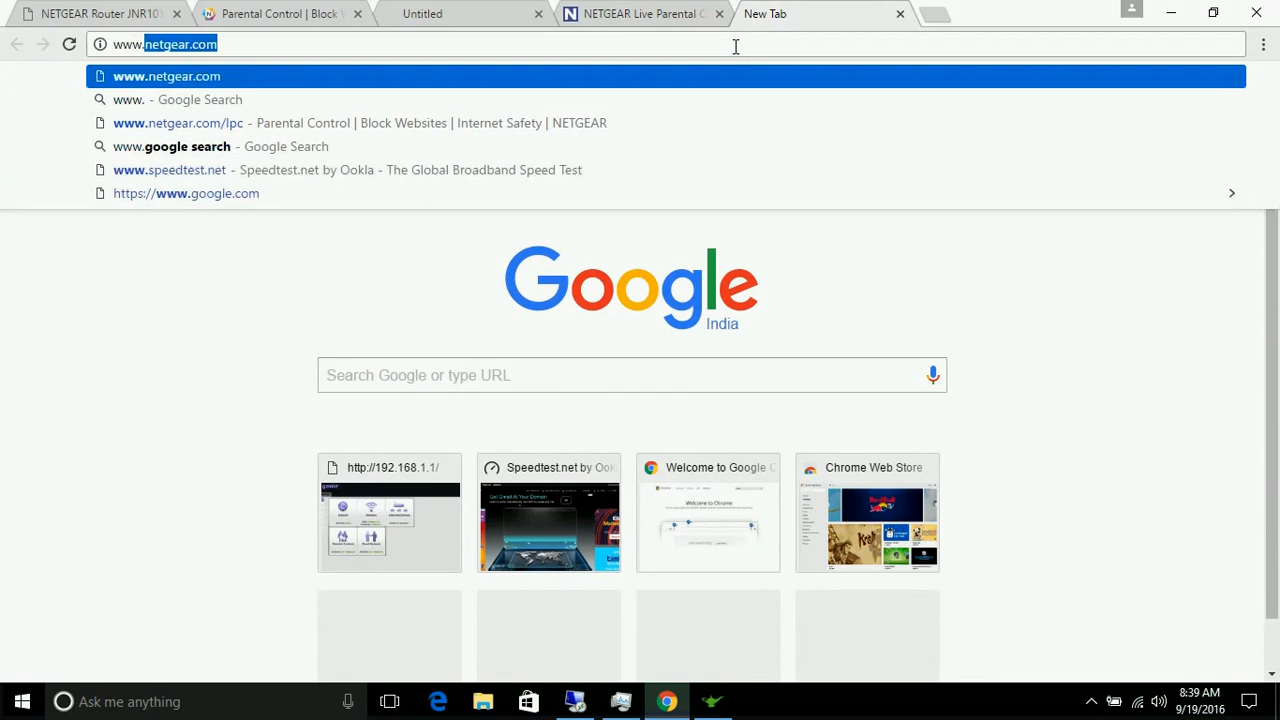 NETGEAR Router JNR101
Parental Control | Block W
Untitled
NETGEAR Live Parental C
New Tab
www.netgear.com
www.netgear.com
www. - Google Search
www.netgear.com/lpc - Parental Control | Block Websites | Internet Safety | NETGEAR
www.google search - Google Search
www.speedtest.net - Speedtest.net by Ookla - The Global Broadband Speed Test
https://www.google.com
Google
India
Search Google or type URL
http://192.168.1.1/
Speedtest.net by Ook
Welcome to Google C
Chrome Web Store
Welcome to Chrome
Ask me anything
8:39 AM
9/19/2016